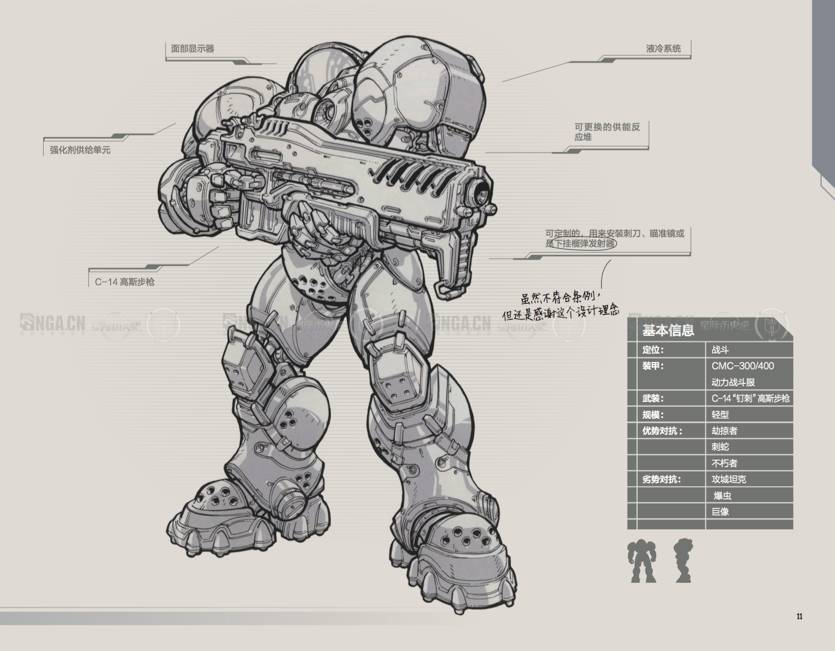 面部显示器
液冷系统
强化剂供给单元
可更换的供能反
应堆
可定制的，用来安装刺刀、瞄准镜或
是下挂榴弹发射器
C-14 高斯步枪
虽然不符合条例，
但还是感谢这个设计理念
NGA.CN
NGA.CN
NGA.CN
基本信息
定位： 战斗
装甲： CMC-300/400
动力战斗服
武装： C-14“钉刺”高斯步枪
规模： 轻型
优势对抗： 劫掠者
刺蛇
不朽者
劣势对抗： 攻城坦克
爆虫
巨像
11